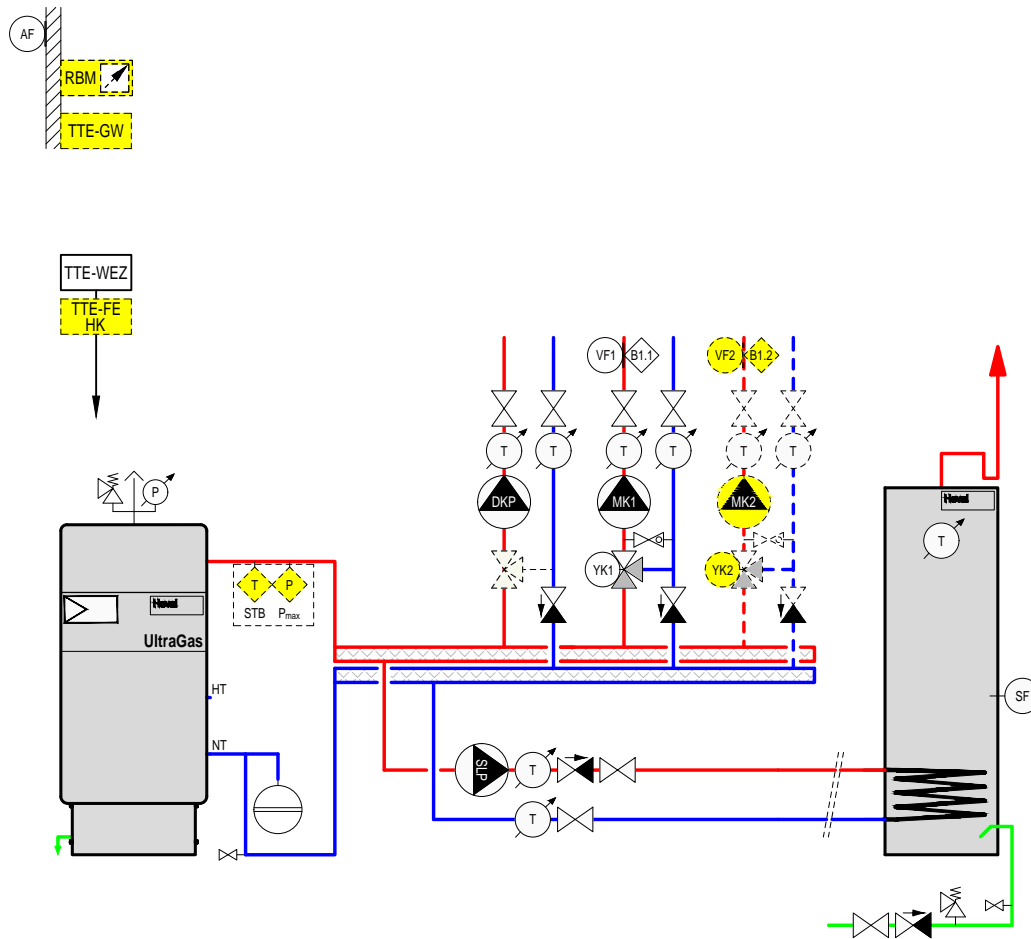 AF
RBM
TTE-GW
TTE-WEZ
TTE-FE
HK
VF1 B1.1 VF2 B1.2
T T T T T T
DKP MK1 MK2
P
YK1 YK2
T P
STB Pmax
Hoval
UltraGas
HT
NT
Hoval
T
SF
SLP T
T